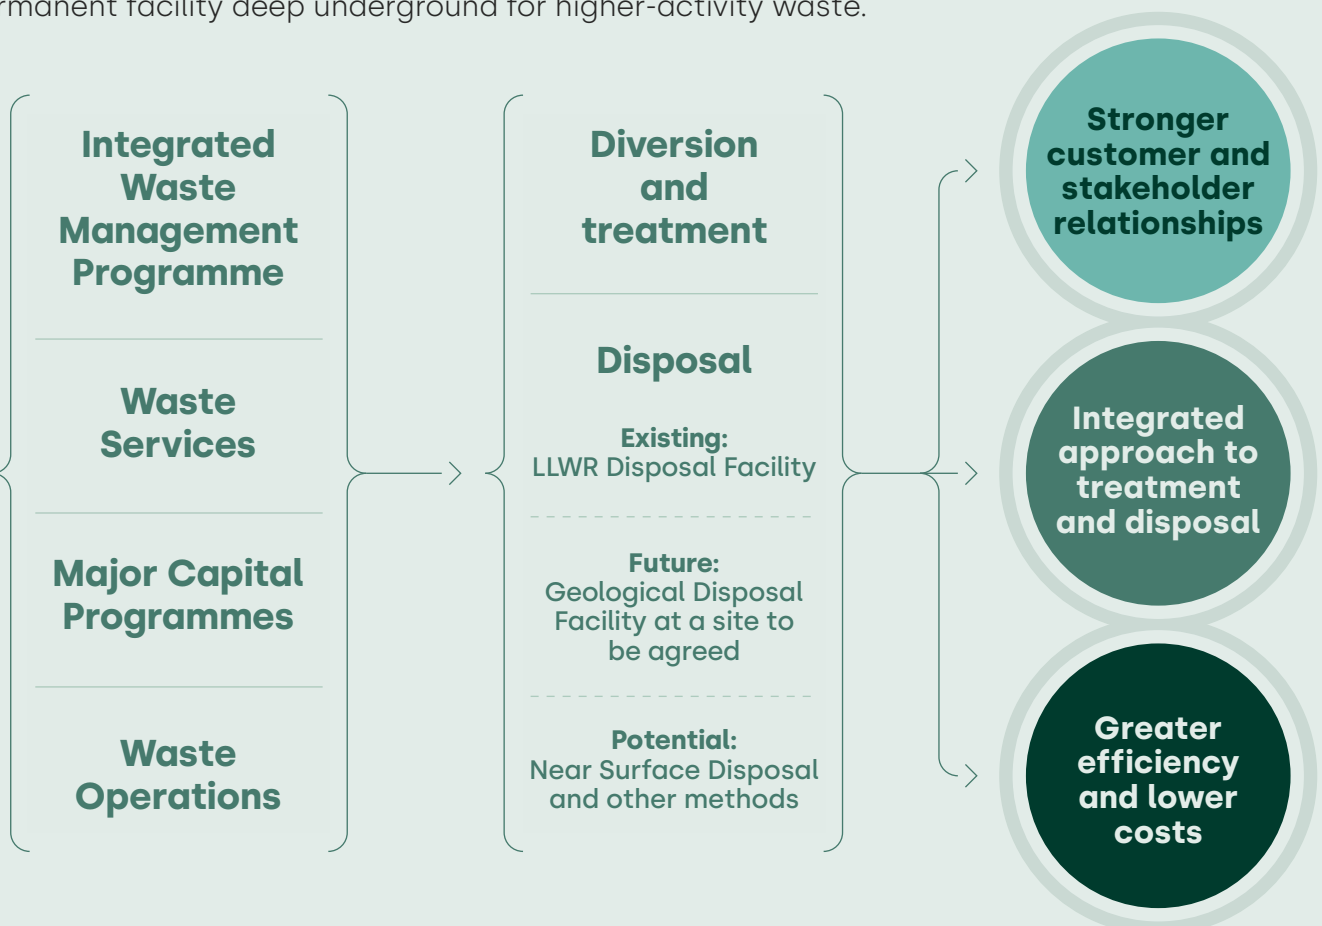 permanent facility deep underground for higher-activity waste.
Integrated
Waste
Management
Programme
Waste
Services
Major Capital
Programmes
Waste
Operations
Diversion
and
treatment
Disposal
Existing:
LLWR Disposal Facility
Future:
Geological Disposal
Facility at a site to
be agreed
Potential:
Near Surface Disposal
and other methods
Stronger
customer and
stakeholder
relationships
Integrated
approach to
treatment
and disposal
Greater
efficiency
and lower
costs